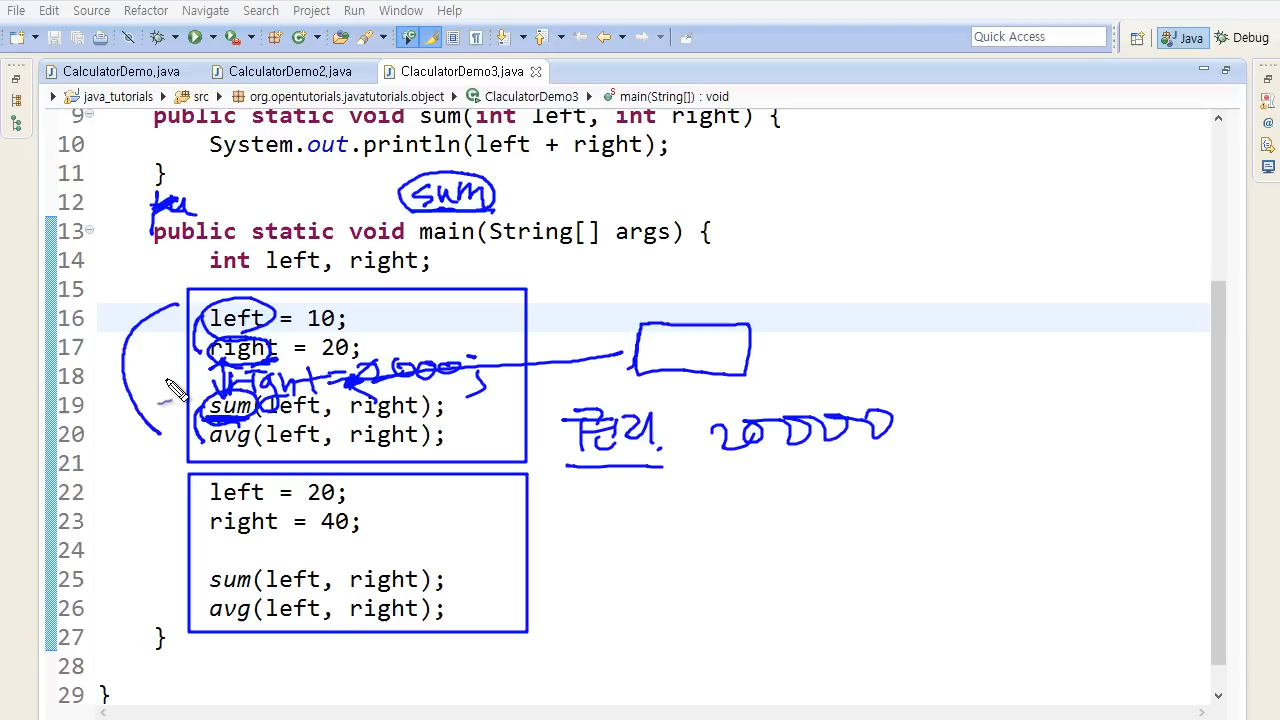 File Edit Source Refactor Navigate Search Project Run Window Help
Quick Access Java Debug
CalculatorDemo.java CalculatorDemo2.java ClaculatorDemo3.java
java_tutorials src org.opentutorials.javatutorials.object ClaculatorDemo3 main(String[]) : void
9 public static void sum(int left, int right) {
10 System.out.println(left + right);
11 }
12 sum
13 public static void main(String[] args) {
14 int left, right;
15
16 left = 10;
17 right = 20;
18 right = 2000;
19 sum(left, right);
20 avg(left, right);
20000
21
22 left = 20;
23 right = 40;
24
25 sum(left, right);
26 avg(left, right);
27 }
28
29 }